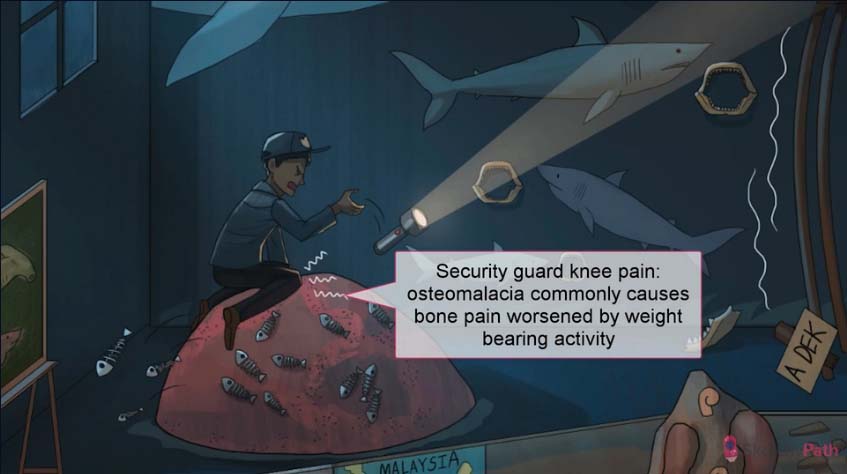 Security guard knee pain:
osteomalacia commonly causes
bone pain worsened by weight
bearing activity
A DEK
MALAYSIA
Path